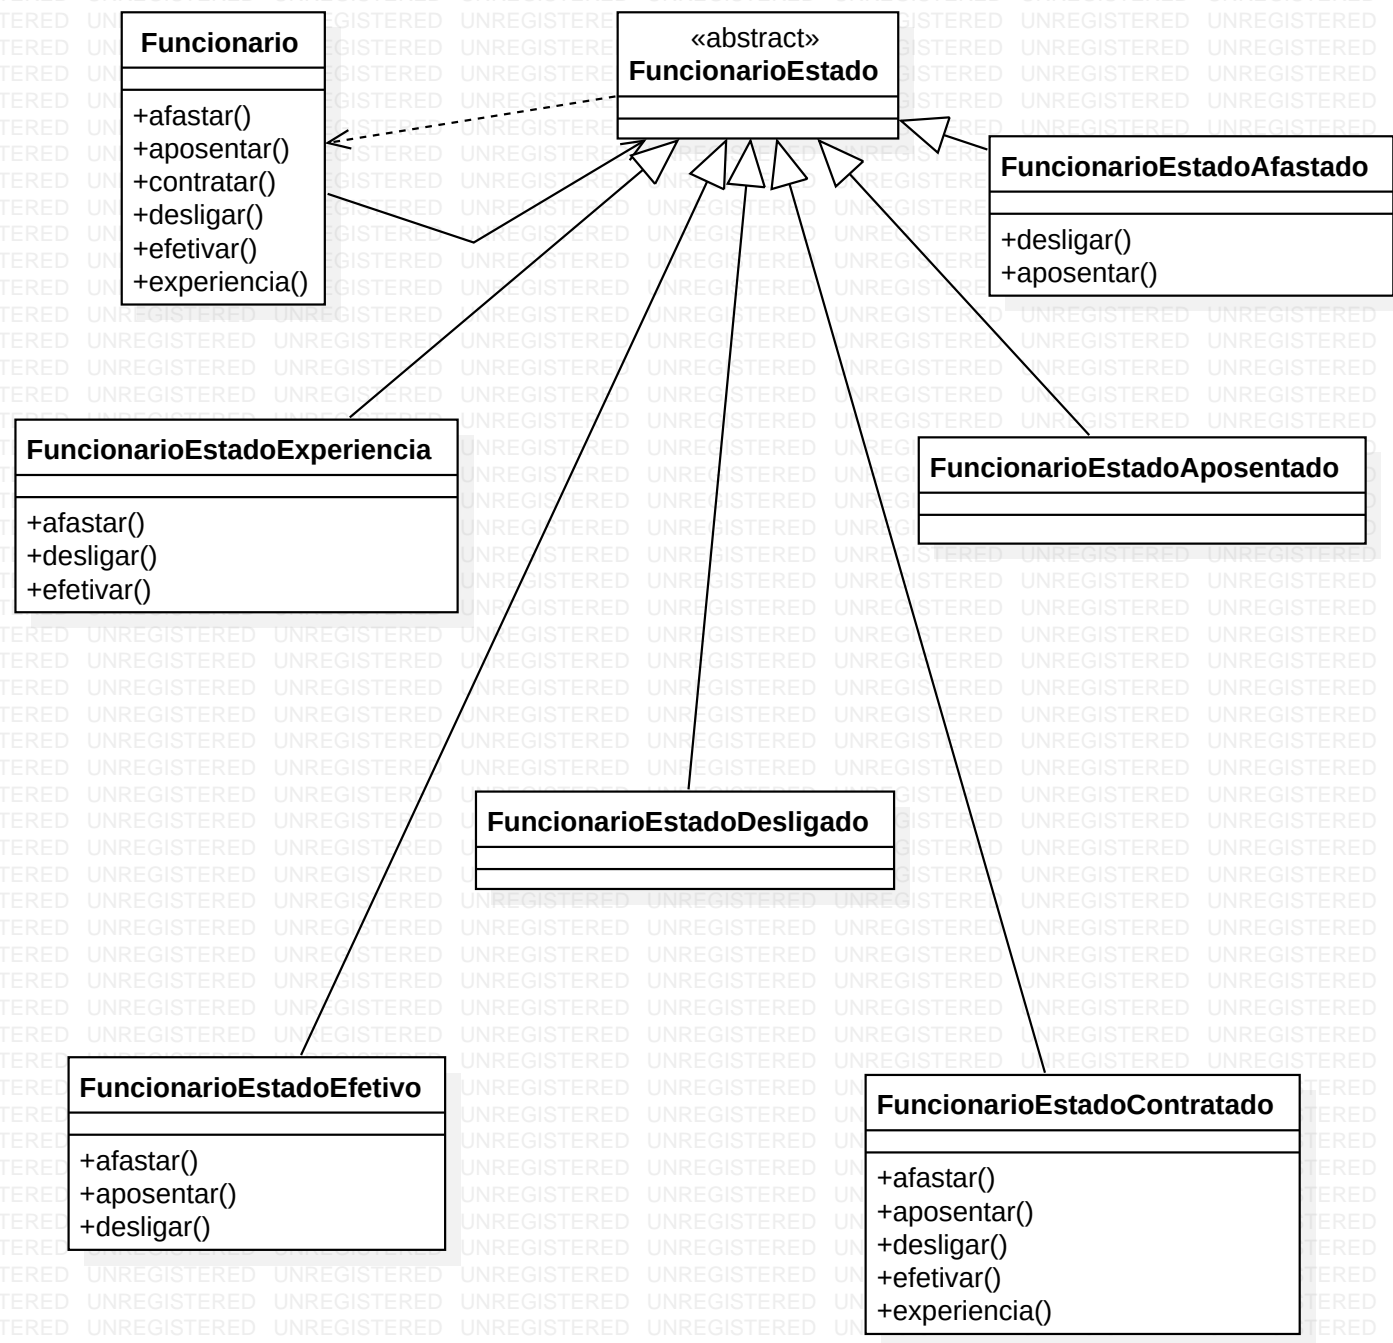 Funcionario
+afastar()
+aposentar()
+contratar()
+desligar()
+efetivar()
+experiencia()
«abstract»
FuncionarioEstado
FuncionarioEstadoAfastado
+desligar()
+aposentar()
FuncionarioEstadoExperiencia
+afastar()
+desligar()
+efetivar()
FuncionarioEstadoAposentado
FuncionarioEstadoDesligado
FuncionarioEstadoEfetivo
+afastar()
+aposentar()
+desligar()
FuncionarioEstadoContratado
+afastar()
+aposentar()
+desligar()
+efetivar()
+experiencia()
UNREGISTERED